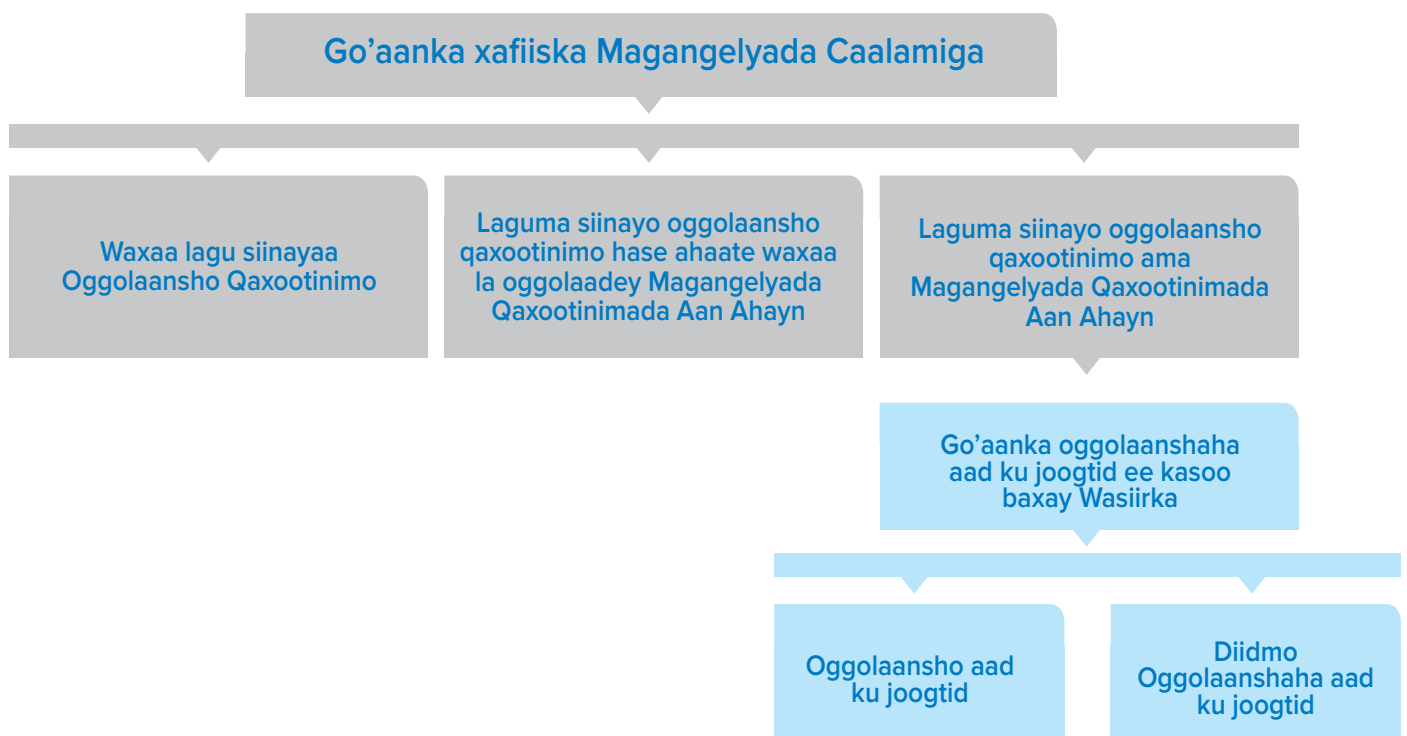 Go’aanka xafiiska Magangelyada Caalamiga
Waxaa lagu siinayaa
Oggolaansho Qaxootinimo
Laguma siinayo oggolaansho
qaxootinimo hase ahaate waxaa
la oggolaadey Magangelyada
Qaxootinimada Aan Ahayn
Laguma siinayo oggolaansho
qaxootinimo ama
Magangelyada Qaxootinimada
Aan Ahayn
Go’aanka oggolaanshaha
aad ku joogtid ee kasoo
baxay Wasiirka
Oggolaansho aad
ku joogtid
Diidmo
Oggolaanshaha aad
ku joogtid